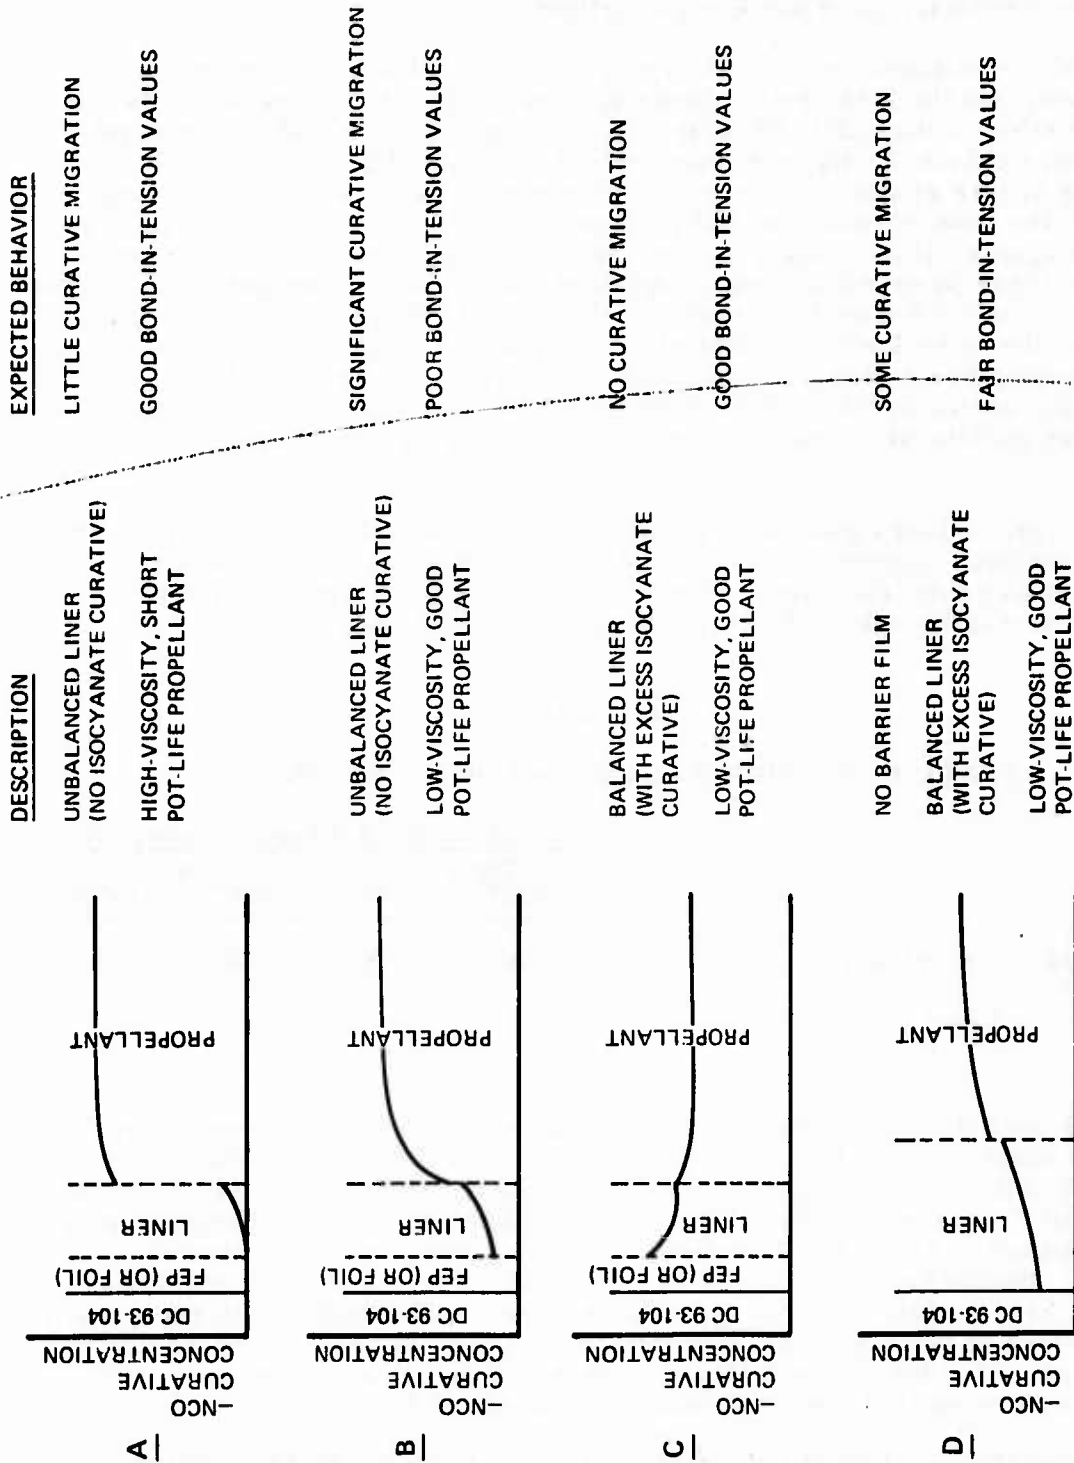 DESCRIPTION
EXPECTED BEHAVIOR
A
–NCO
CURATIVE
CONCENTRATION
DC 93-104
FEP (OR FOIL)
LINER
PROPELLANT
UNBALANCED LINER
(NO ISOCYANATE CURATIVE)
HIGH-VISCOSITY, SHORT
POT-LIFE PROPELLANT
LITTLE CURATIVE MIGRATION
GOOD BOND-IN-TENSION VALUES
B
–NCO
CURATIVE
CONCENTRATION
DC 93-104
FEP (OR FOIL)
LINER
PROPELLANT
UNBALANCED LINER
(NO ISOCYANATE CURATIVE)
LOW-VISCOSITY, GOOD
POT-LIFE PROPELLANT
SIGNIFICANT CURATIVE MIGRATION
POOR BOND-IN-TENSION VALUES
C
–NCO
CURATIVE
CONCENTRATION
DC 93-104
FEP (OR FOIL)
LINER
PROPELLANT
BALANCED LINER
(WITH EXCESS ISOCYANATE
CURATIVE)
LOW-VISCOSITY, GOOD
POT-LIFE PROPELLANT
NO CURATIVE MIGRATION
GOOD BOND-IN-TENSION VALUES
D
–NCO
CURATIVE
CONCENTRATION
DC 93-104
LINER
PROPELLANT
NO BARRIER FILM
BALANCED LINER
(WITH EXCESS ISOCYANATE
CURATIVE)
LOW-VISCOSITY, GOOD
POT-LIFE PROPELLANT
SOME CURATIVE MIGRATION
FAIR BOND-IN-TENSION VALUES